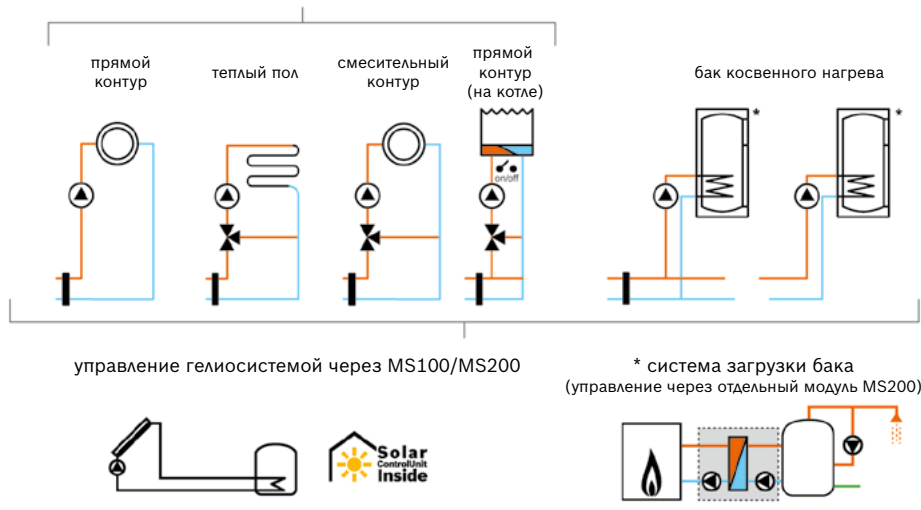 прямой
контур
теплый пол
смесительный
контур
прямой
контур
(на котле)
бак косвенного нагрева
*
*
on/off
управление гелиосистемой через MS100/MS200
* система загрузки бака
(управление через отдельный модуль MS200)
Solar
ControlUnit
Inside